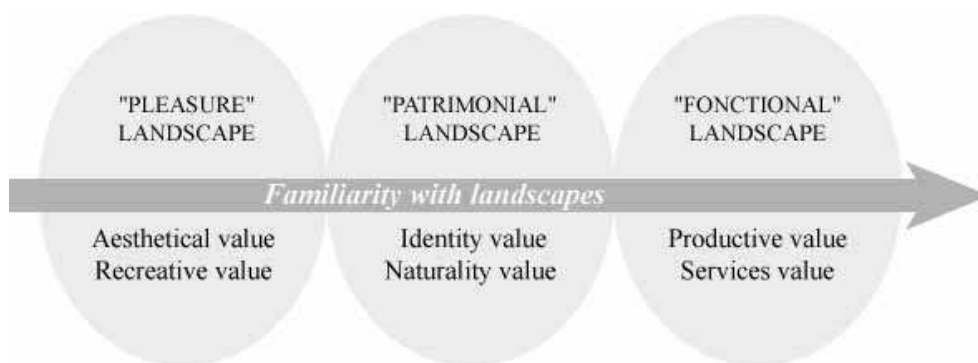 "PLEASURE"
LANDSCAPE
"PATRIMONIAL"
LANDSCAPE
"FONCTIONAL"
LANDSCAPE
Familiarity with landscapes
Aesthetical value
Recreative value
Identity value
Naturality value
Productive value
Services value